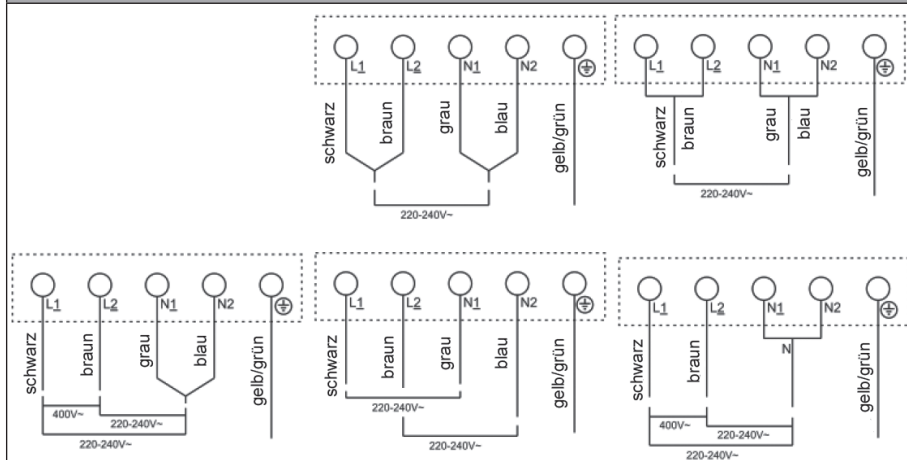 L1 L2 N1 N2
schwarz braun grau blau gelb/grün
220-240V~
L1 L2 N1 N2
schwarz braun grau blau gelb/grün
220-240V~
L1 L2 N1 N2
schwarz braun grau blau gelb/grün
400V~
220-240V~
220-240V~
L1 L2 N1 N2
schwarz braun grau blau gelb/grün
220-240V~
220-240V~
L1 L2 N1 N2
N
schwarz braun gelb/grün
400V~
220-240V~
220-240V~